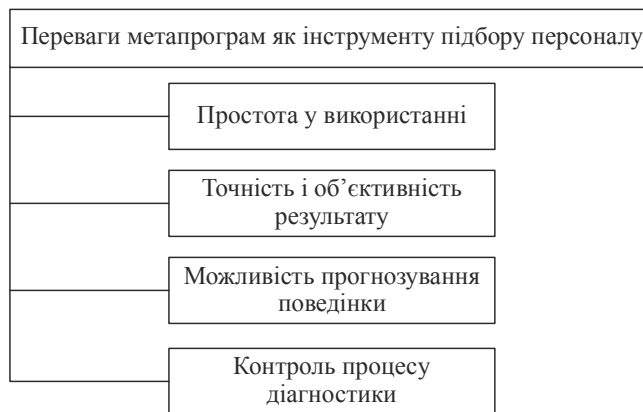 Переваги метапрограм як інструменту підбору персоналу
Простота у використанні
Точність і об’єктивність
результату
Можливість прогнозування
поведінки
Контроль процесу
діагностики